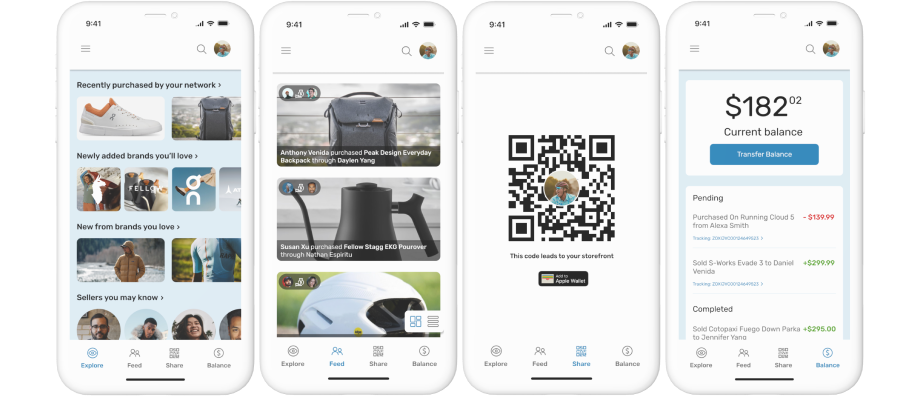 9:41
Recently purchased by your network ›
Newly added brands you'll love ›
FELLO
on
New from brands you love ›
Sellers you may know ›
Explore
Feed
Share
Balance
9:41
Anthony Venida purchased Peak Design Everyday
Backpack through Daylen Yang
Susan Xu purchased Fellow Stagg EKG Pourover
through Nathan Espiritu
Explore
Feed
Share
Balance
9:41
This code leads to your storefront
Add to
Apple Wallet
Explore
Feed
Share
Balance
9:41
$182 02
Current balance
Transfer Balance
Pending
Purchased On Running Cloud 5 - $139.99
from Alexa Smith
Sold S-Works Evade 3 to Daniel +$299.99
Venida
Completed
Sold Cotopaxi Fuego Down Parka +$295.00
to Jennifer Yang
Explore
Feed
Share
Balance